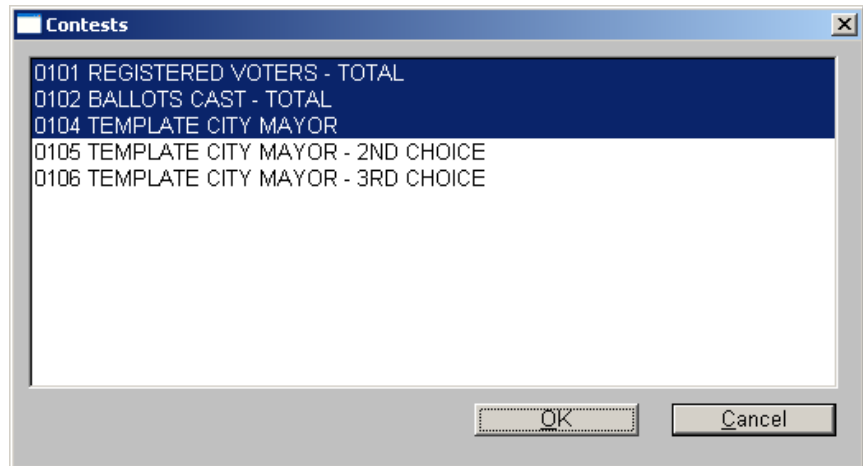 Contests
0101 REGISTERED VOTERS - TOTAL
0102 BALLOTS CAST - TOTAL
0104 TEMPLATE CITY MAYOR
0105 TEMPLATE CITY MAYOR - 2ND CHOICE
0106 TEMPLATE CITY MAYOR - 3RD CHOICE
OK Cancel